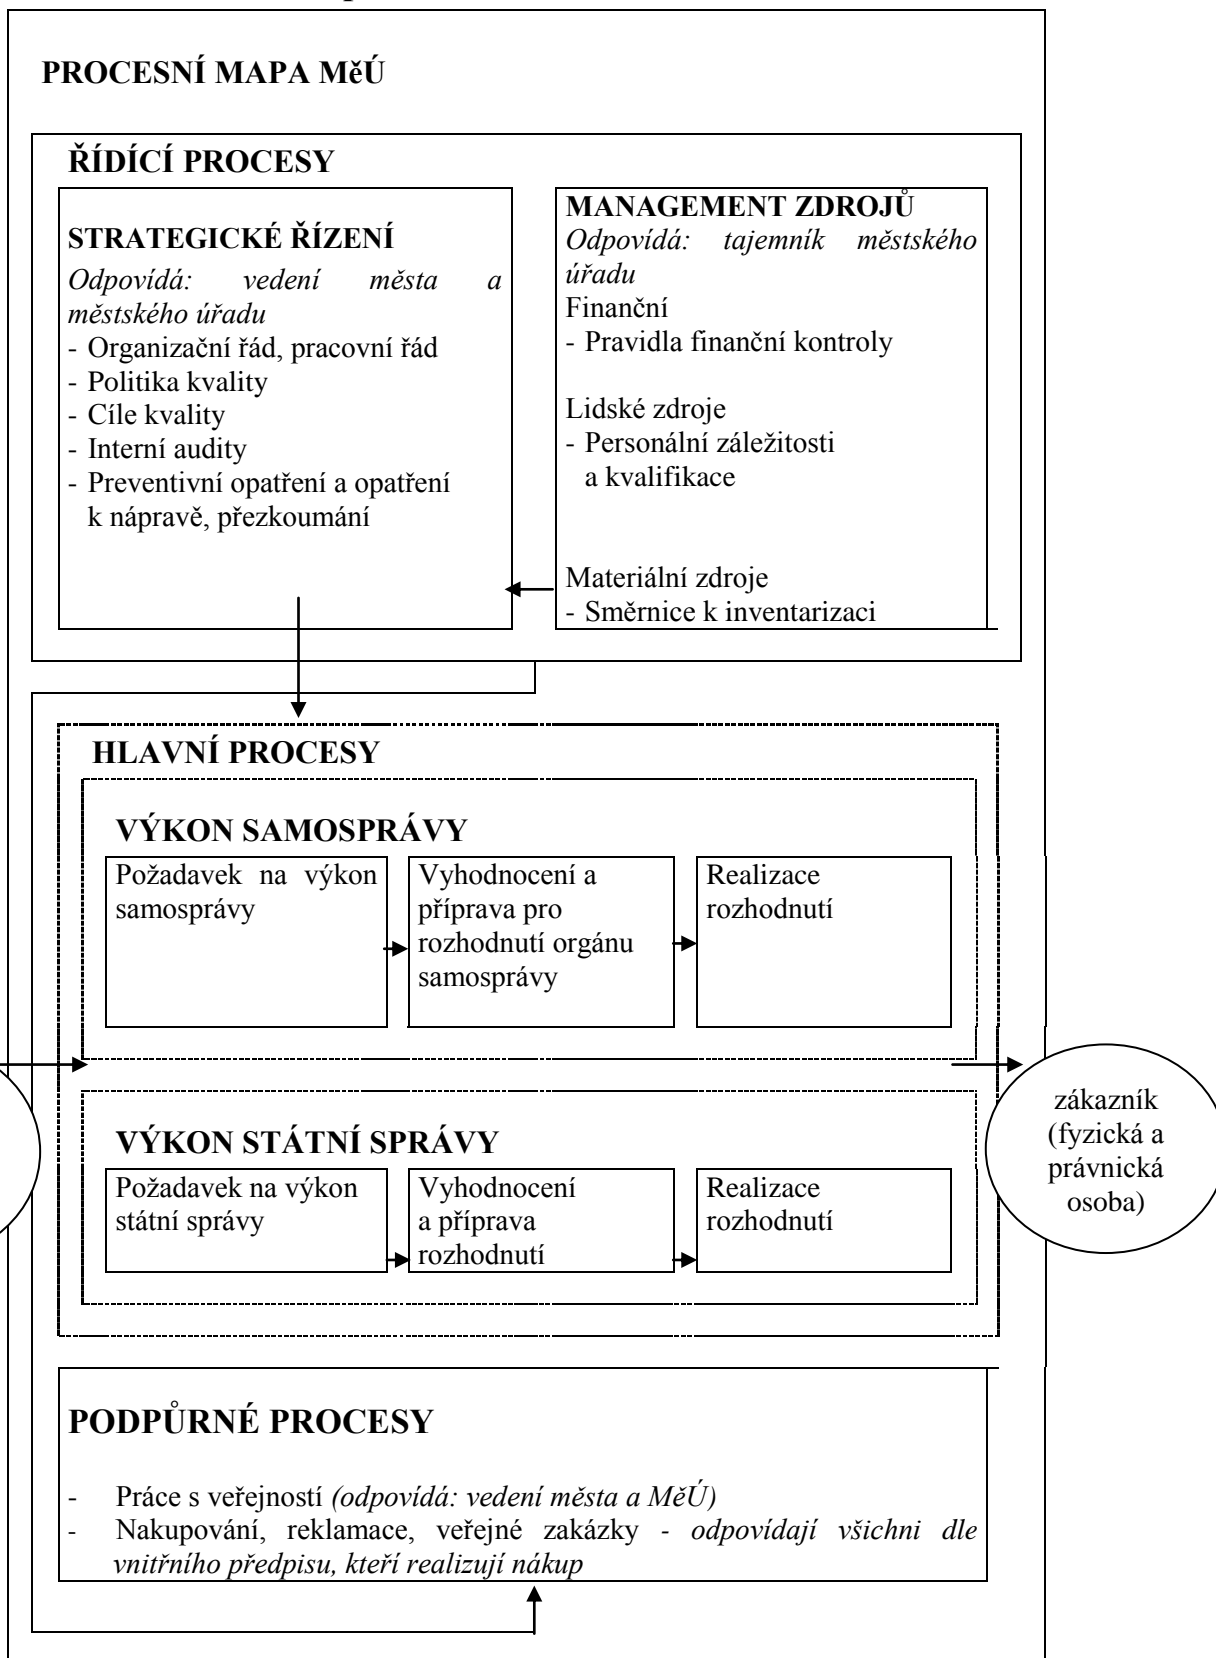 PROCESNÍ MAPA MěÚ
ŘÍDÍCÍ PROCESY
STRATEGICKÉ ŘÍZENÍ
Odpovídá: vedení města a
městského úřadu
- Organizační řád, pracovní řád
- Politika kvality
- Cíle kvality
- Interní audity
- Preventivní opatření a opatření
k nápravě, přezkoumání
MANAGEMENT ZDROJŮ
Odpovídá: tajemník městského
úřadu
Finanční
- Pravidla finanční kontroly
Lidské zdroje
- Personální záležitosti
a kvalifikace
Materiální zdroje
- Směrnice k inventarizaci
HLAVNÍ PROCESY
VÝKON SAMOSPRÁVY
Požadavek na výkon
samosprávy
Vyhodnocení a
příprava pro
rozhodnutí orgánu
samosprávy
Realizace
rozhodnutí
VÝKON STÁTNÍ SPRÁVY
Požadavek na výkon
státní správy
Vyhodnocení
a příprava
rozhodnutí
Realizace
rozhodnutí
zákazník
(fyzická a
právnická
osoba)
PODPŮRNÉ PROCESY
- Práce s veřejností (odpovídá: vedení města a MěÚ)
- Nakupování, reklamace, veřejné zakázky - odpovídají všichni dle
vnitřního předpisu, kteří realizují nákup